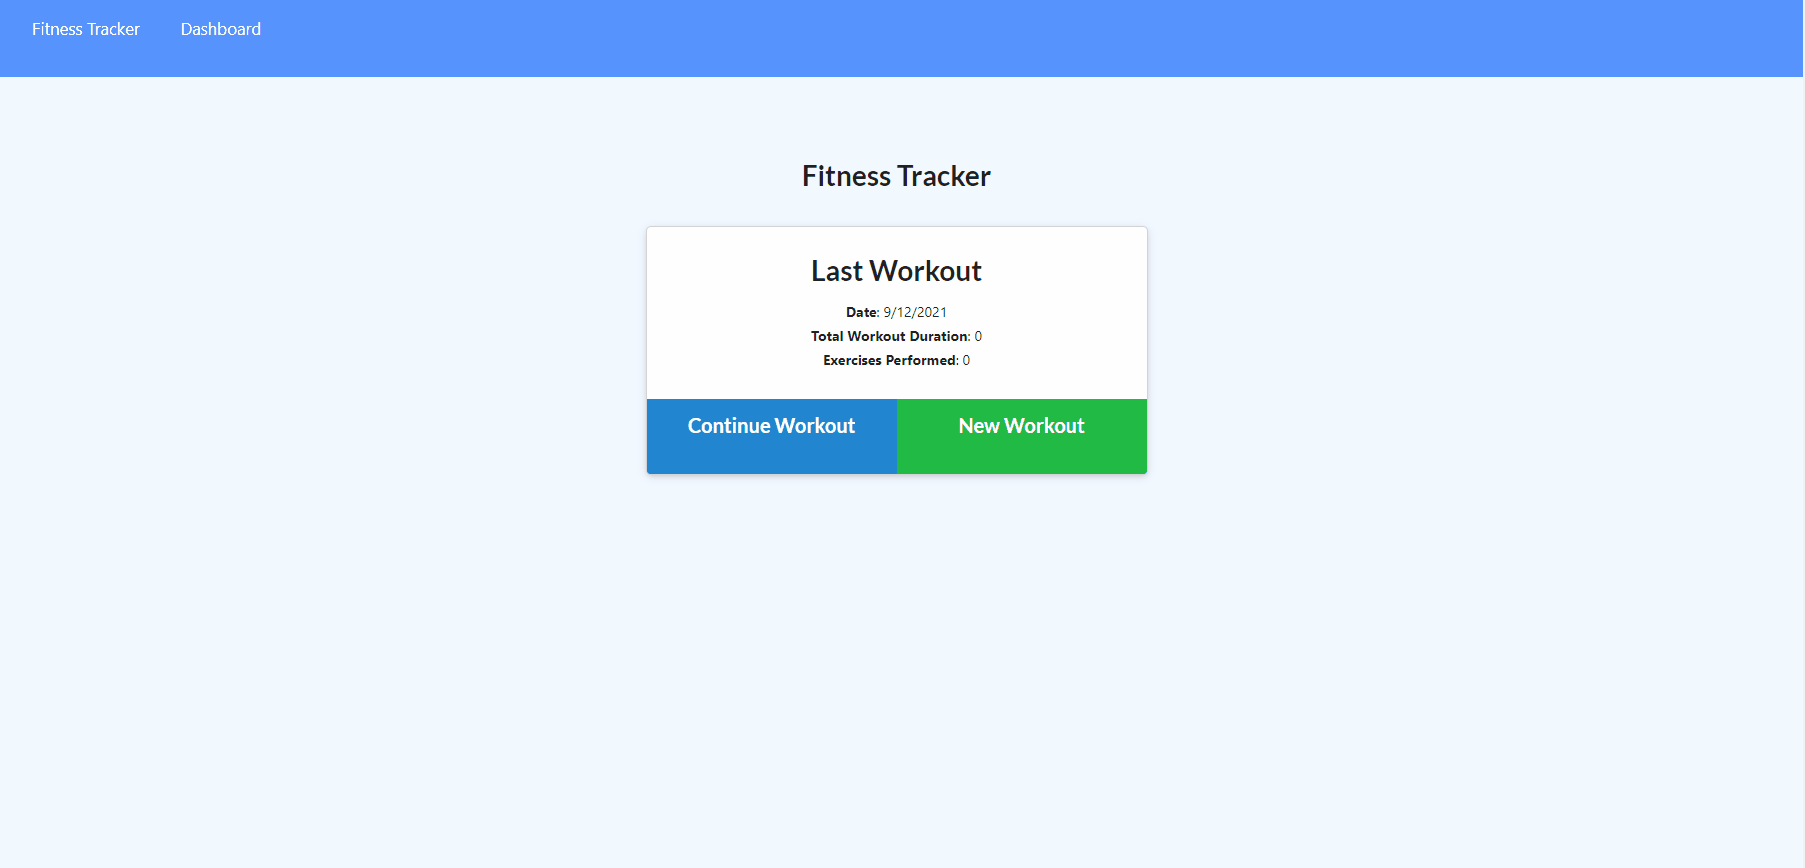 Fitness Tracker Dashboard
Fitness Tracker
Last Workout
Date: 9/12/2021
Total Workout Duration: 0
Exercises Performed: 0
Continue Workout New Workout